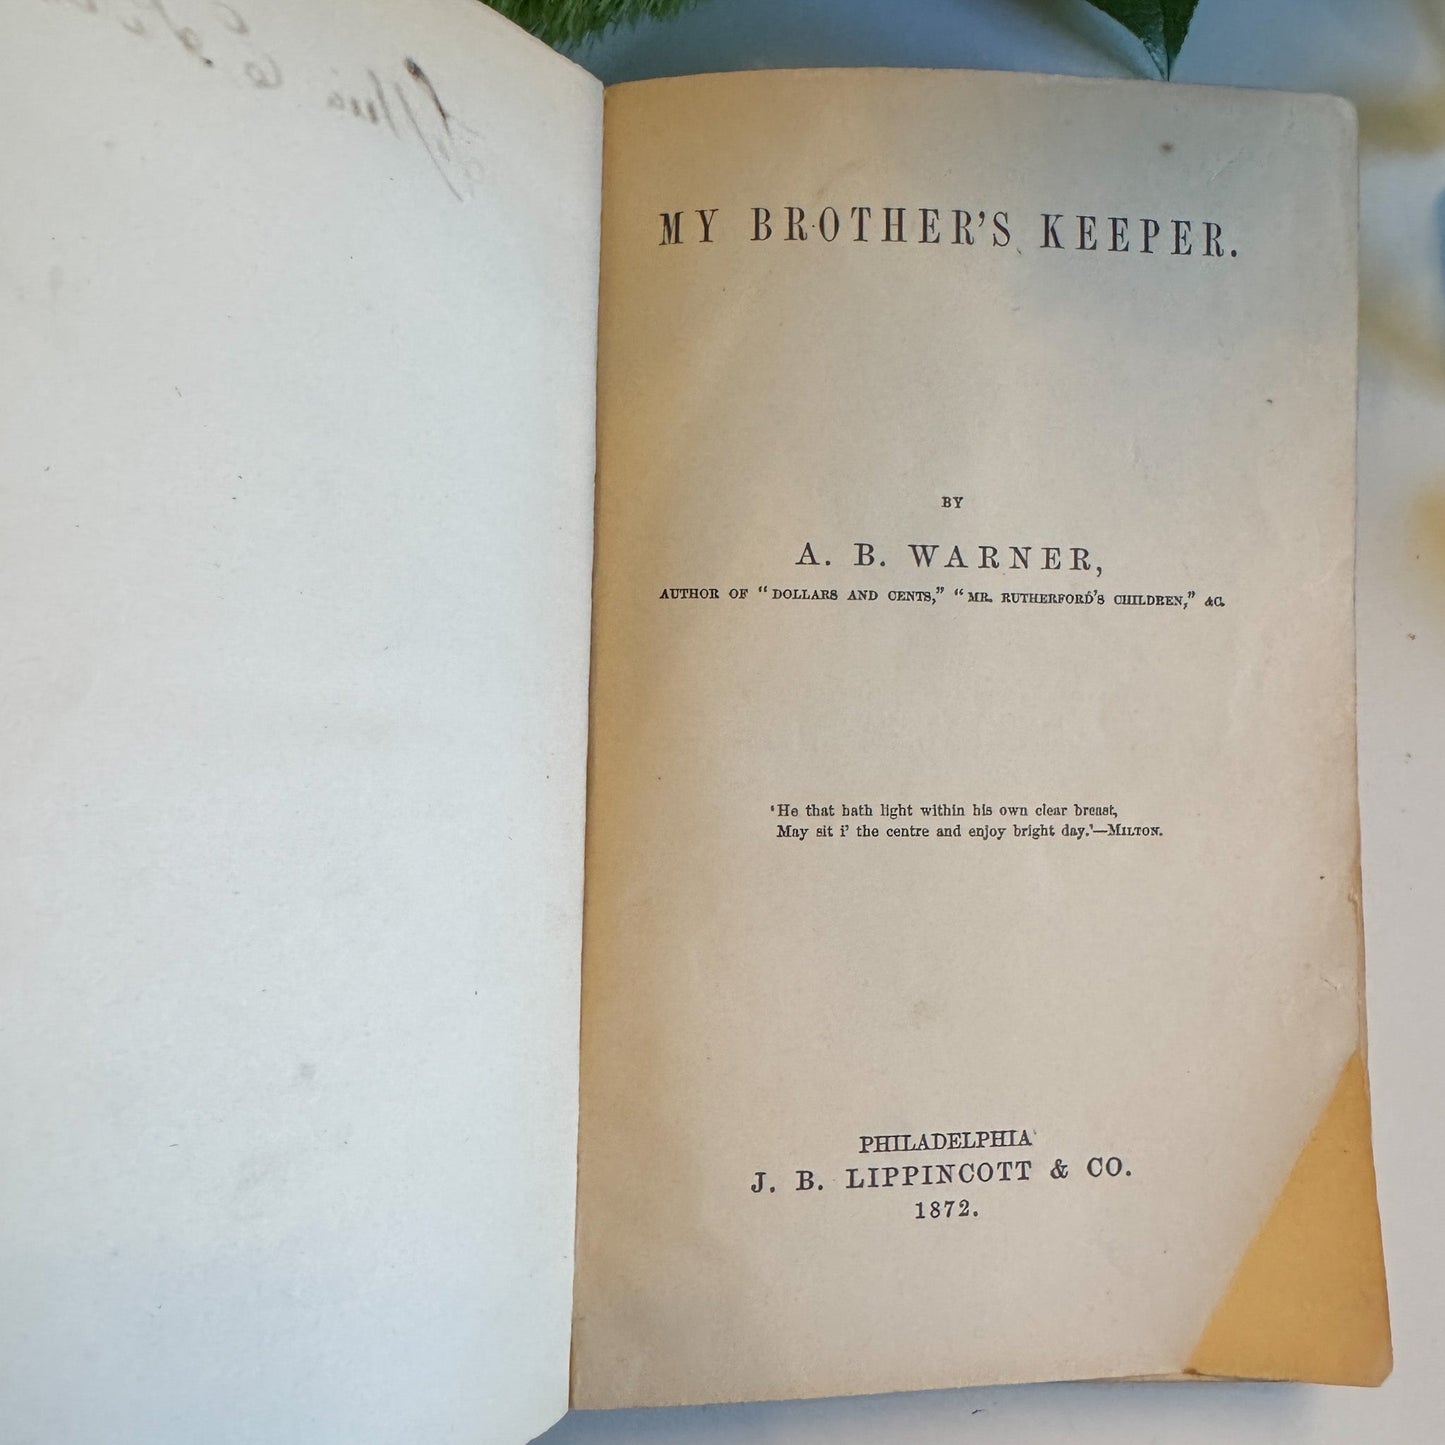 MY BROTHER'S KEEPER.
BY
A. B. WARNER,
AUTHOR OF "DOLLARS AND CENTS," "MR. RUTHERFORD'S CHILDREN," &C.
'He that hath light within his own clear breast,
May sit i' the centre and enjoy bright day.'—MILTON.
PHILADELPHIA
J. B. LIPPINCOTT & CO.
1872.